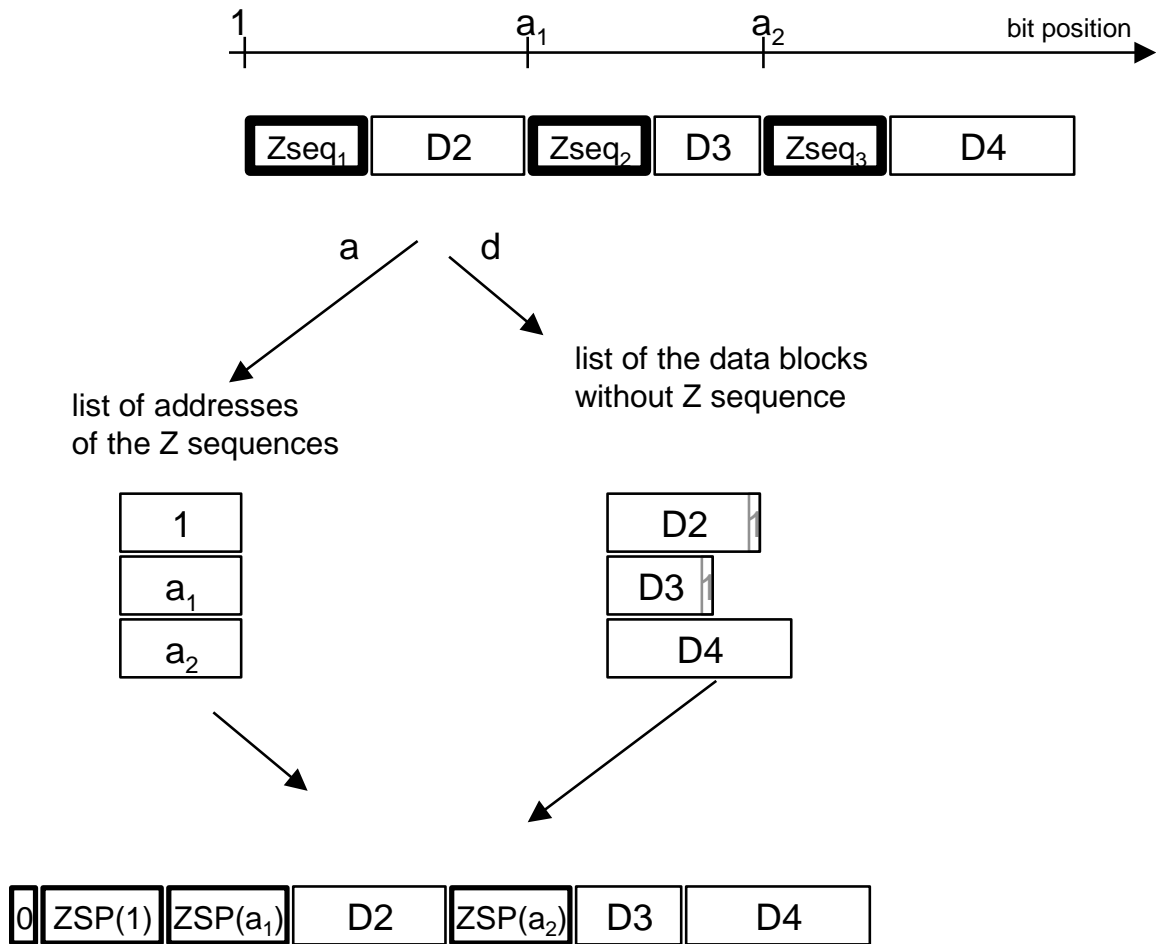 1 a₁ a₂ bit position
Zseq₁ D2 Zseq₂ D3 Zseq₃ D4
a d
list of the data blocks
without Z sequence
list of addresses
of the Z sequences
1
a₁
a₂
D2 1
D3 1
D4
0 ZSP(1) ZSP(a₁) D2 ZSP(a₂) D3 D4